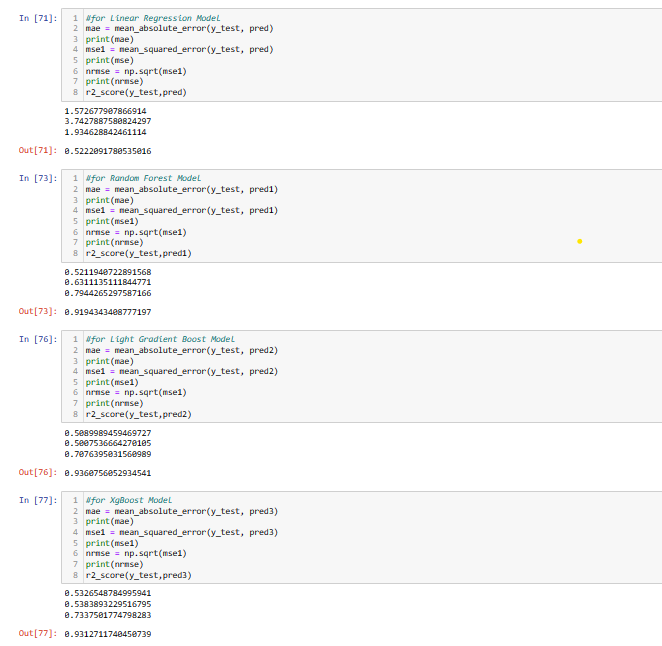 In [71]:
1 #for Linear Regression Model
2 mae = mean_absolute_error(y_test, pred)
3 print(mae)
4 mse1 = mean_squared_error(y_test, pred)
5 print(mse)
6 nrmse = np.sqrt(mse1)
7 print(nrmse)
8 r2_score(y_test,pred)
1.572677907866914
3.7427887580824297
1.934628842461114
Out[71]: 0.5222091780535016
In [73]:
1 #for Random Forest Model
2 mae = mean_absolute_error(y_test, pred1)
3 print(mae)
4 mse1 = mean_squared_error(y_test, pred1)
5 print(mse1)
6 nrmse = np.sqrt(mse1)
7 print(nrmse)
8 r2_score(y_test,pred1)
0.5211940722891568
0.6311135111844771
0.7944265297587166
Out[73]: 0.9194343408777197
In [76]:
1 #for Light Gradient Boost Model
2 mae = mean_absolute_error(y_test, pred2)
3 print(mae)
4 mse1 = mean_squared_error(y_test, pred2)
5 print(mse1)
6 nrmse = np.sqrt(mse1)
7 print(nrmse)
8 r2_score(y_test,pred2)
0.5089989459469727
0.5007536664270105
0.7076395031560989
Out[76]: 0.9360756052934541
In [77]:
1 #for XgBoost Model
2 mae = mean_absolute_error(y_test, pred3)
3 print(mae)
4 mse1 = mean_squared_error(y_test, pred3)
5 print(mse1)
6 nrmse = np.sqrt(mse1)
7 print(nrmse)
8 r2_score(y_test,pred3)
0.5326548784995941
0.5383893229516795
0.7337501774798283
Out[77]: 0.9312711740450739